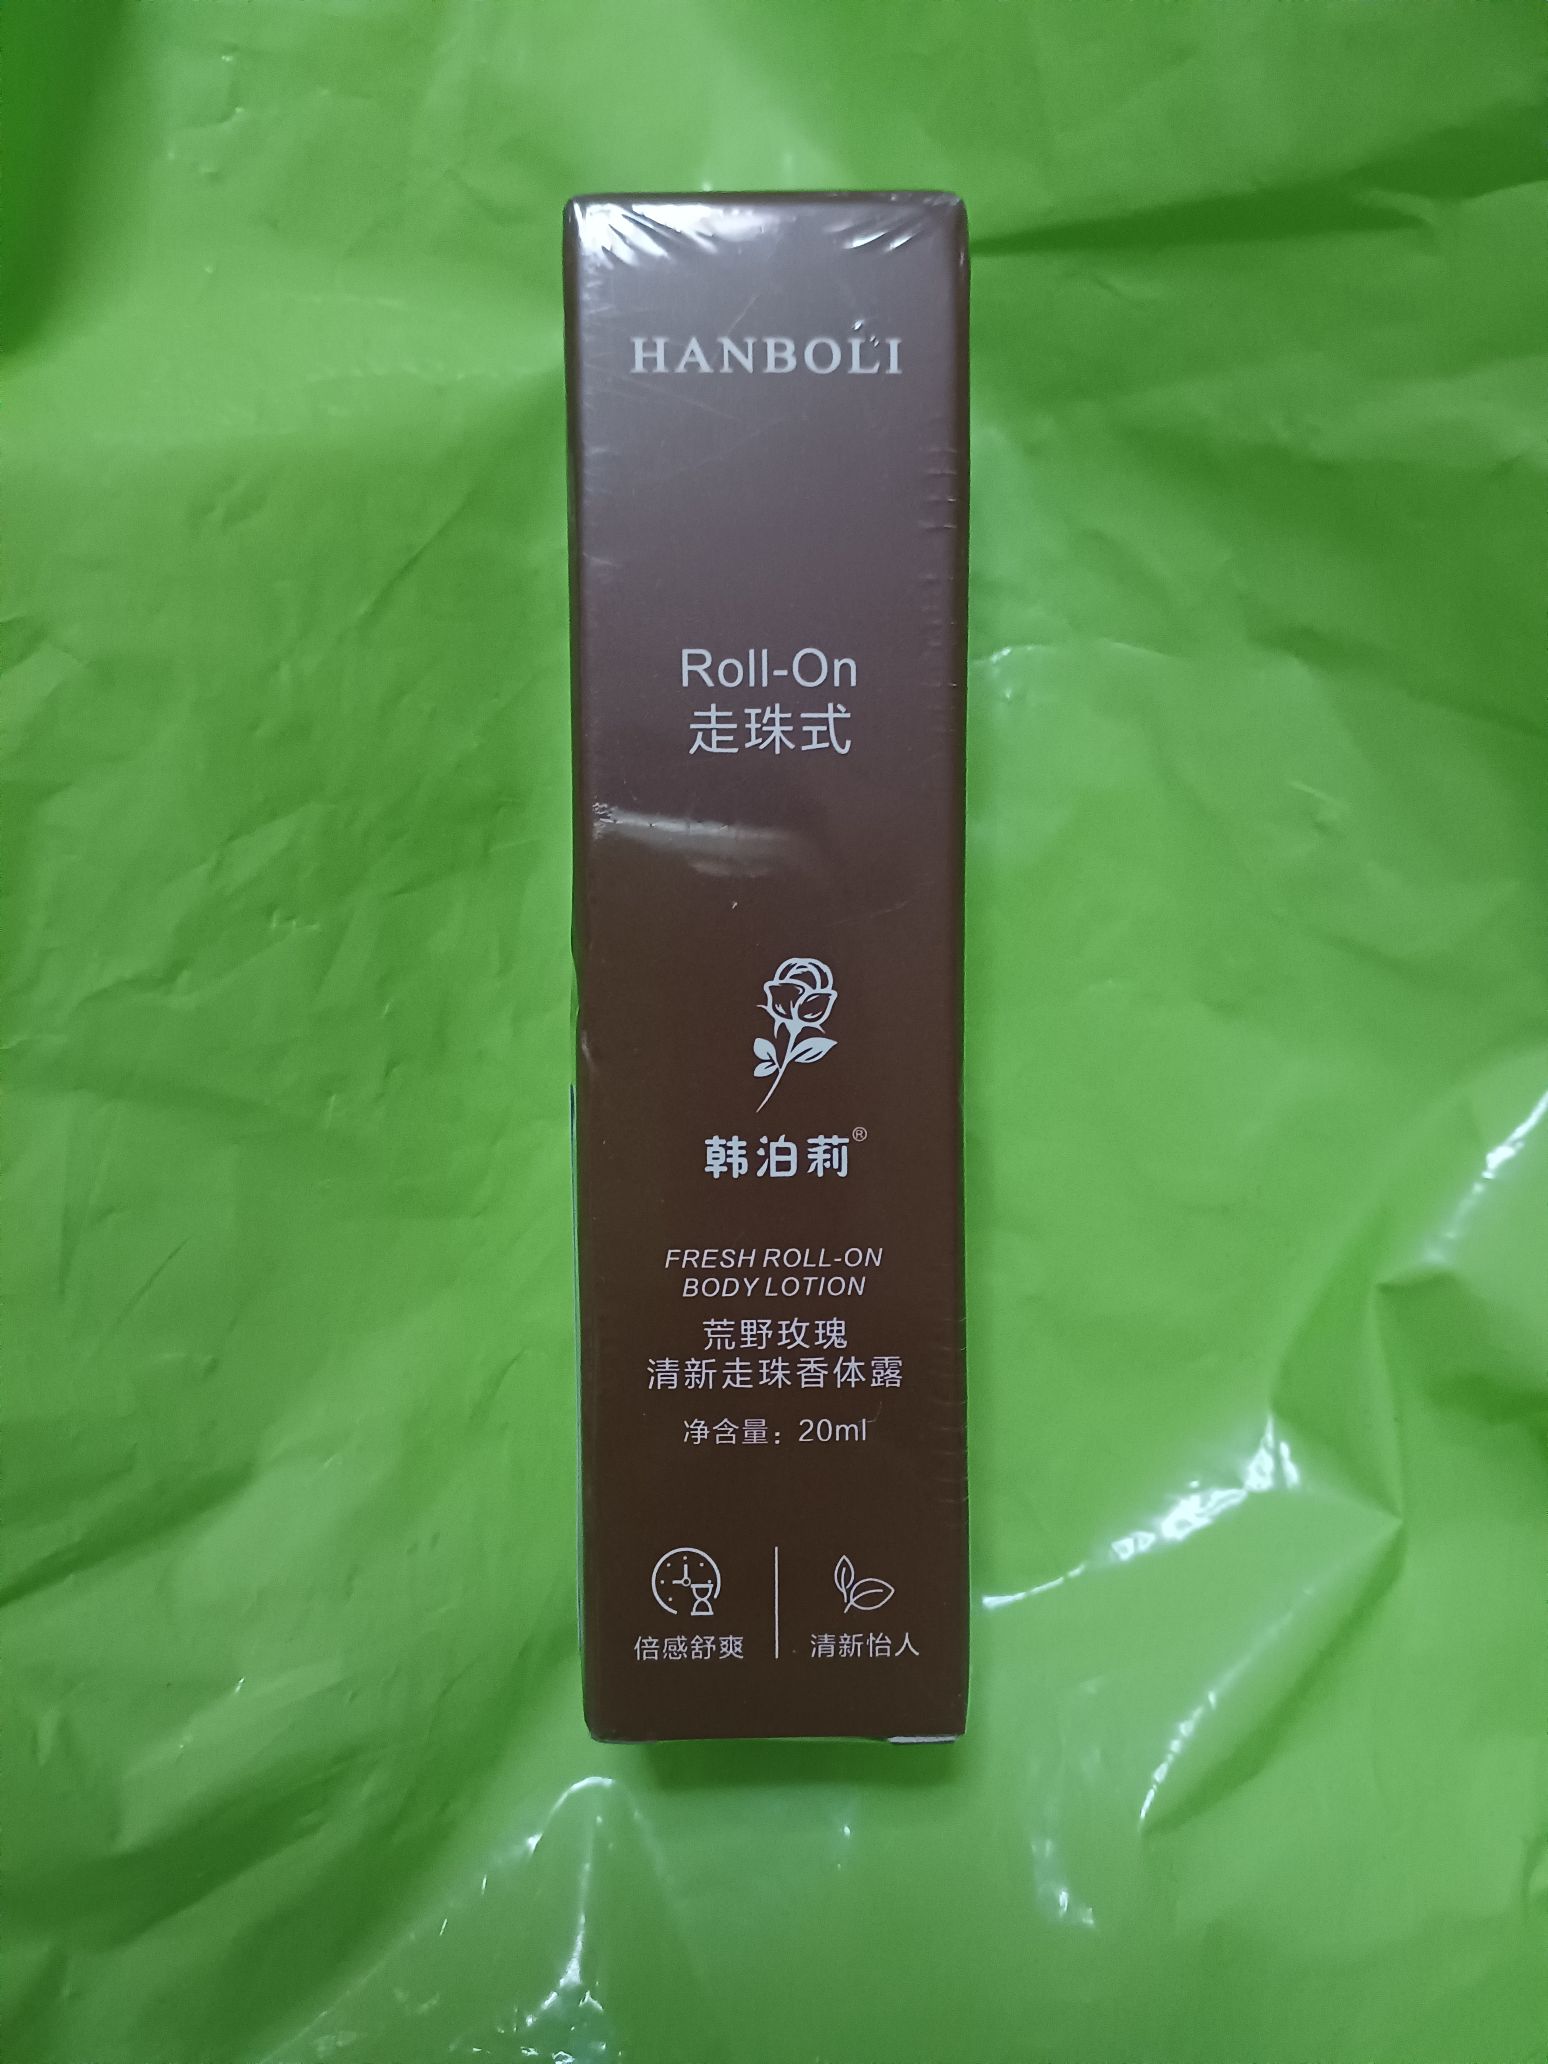 HANBOLI
Roll-On
走珠式
韩泊莉®
FRESH ROLL-ON
BODY LOTION
荒野玫瑰
清新走珠香体露
净含量：20ml
倍感舒爽
清新怡人